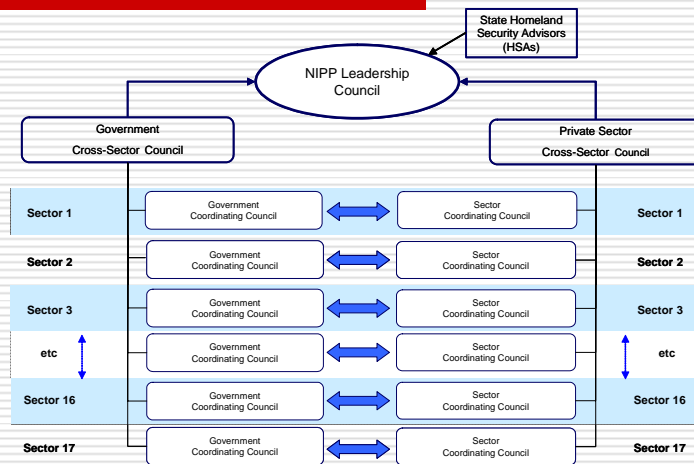 State Homeland
Security Advisors
(HSAs)
NIPP Leadership
Council
Government
Cross-Sector Council
Private Sector
Cross-Sector Council
Sector 1
Government
Coordinating Council
Sector
Coordinating Council
Sector 1
Sector 2
Government
Coordinating Council
Sector
Coordinating Council
Sector 2
Sector 3
Government
Coordinating Council
Sector
Coordinating Council
Sector 3
etc
Government
Coordinating Council
Sector
Coordinating Council
etc
Sector 16
Government
Coordinating Council
Sector
Coordinating Council
Sector 16
Sector 17
Government
Coordinating Council
Sector
Coordinating Council
Sector 17